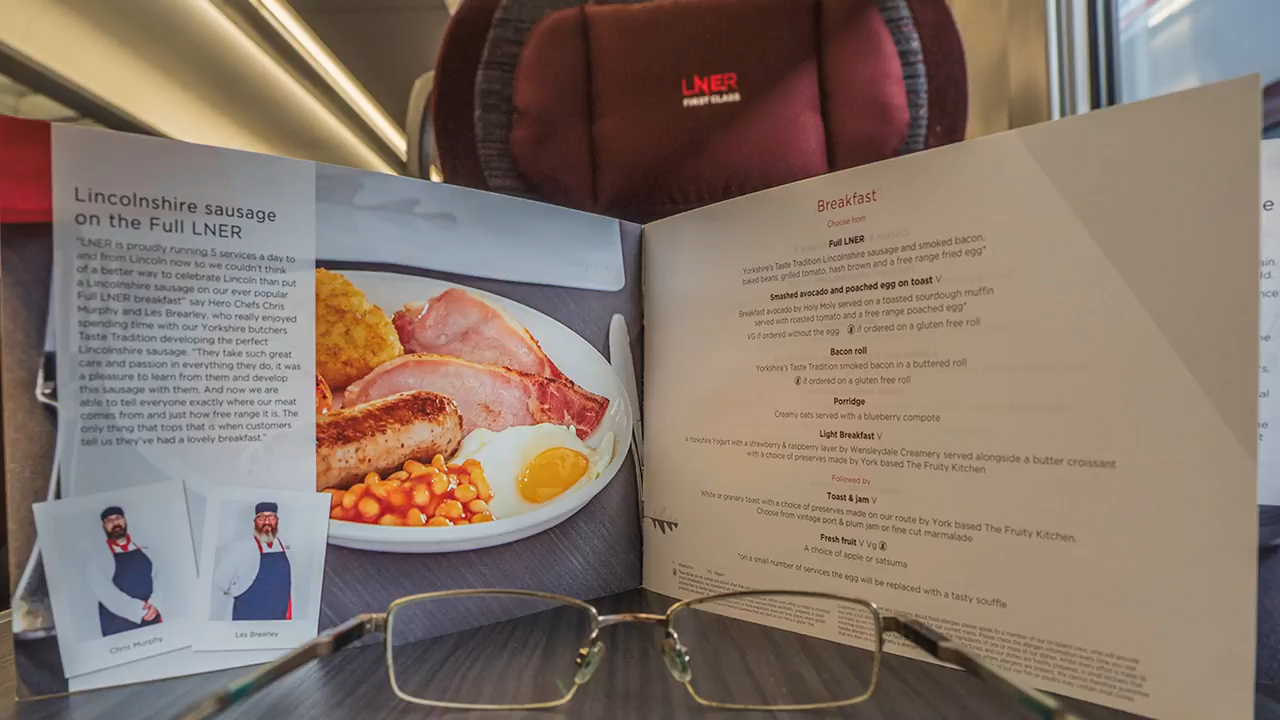 LNER
FIRST CLASS
Lincolnshire sausage
on the Full LNER
"LNER is proudly running 5 services a day to
and from Lincoln now so we couldn't think
of a better way to celebrate Lincoln than put
a Lincolnshire sausage on our ever popular
Full LNER breakfast" say Hero Chefs Chris
Murphy and Les Brearley, who really enjoyed
spending time with our Yorkshire butchers
Taste Tradition developing the perfect
Lincolnshire sausage. "They take such great
care and passion in everything they do, it was
a pleasure to learn from them and develop
this sausage with them. And now we are
able to tell everyone exactly where our meat
comes from and just how free range it is. The
only thing that tops that is when customers
tell us they've had a lovely breakfast."
Chris Murphy
Les Brearley
Breakfast
Choose from
Full LNER
Yorkshire's Taste Tradition Lincolnshire sausage and smoked bacon,
baked beans, grilled tomato, hash brown and a free range fried egg*
Smashed avocado and poached egg on toast V
Breakfast avocado by Holy Moly served on a toasted sourdough muffin
served with roasted tomato and a free range poached egg*
VG if ordered without the egg if ordered on a gluten free roll
Bacon roll
Yorkshire's Taste Tradition smoked bacon in a buttered roll
if ordered on a gluten free roll
Porridge
Creamy oats served with a blueberry compote
Light Breakfast V
A Yorkshire Yogurt with a strawberry & raspberry layer by Wensleydale Creamery served alongside a butter croissant
with a choice of preserves made by York based The Fruity Kitchen
Followed by
Toast & jam V
White or granary toast with a choice of preserves made on our route by York based The Fruity Kitchen.
Choose from vintage port & plum jam or fine cut marmalade
Fresh fruit V Vg
A choice of apple or satsuma
*on a small number of services the egg will be replaced with a tasty souffle